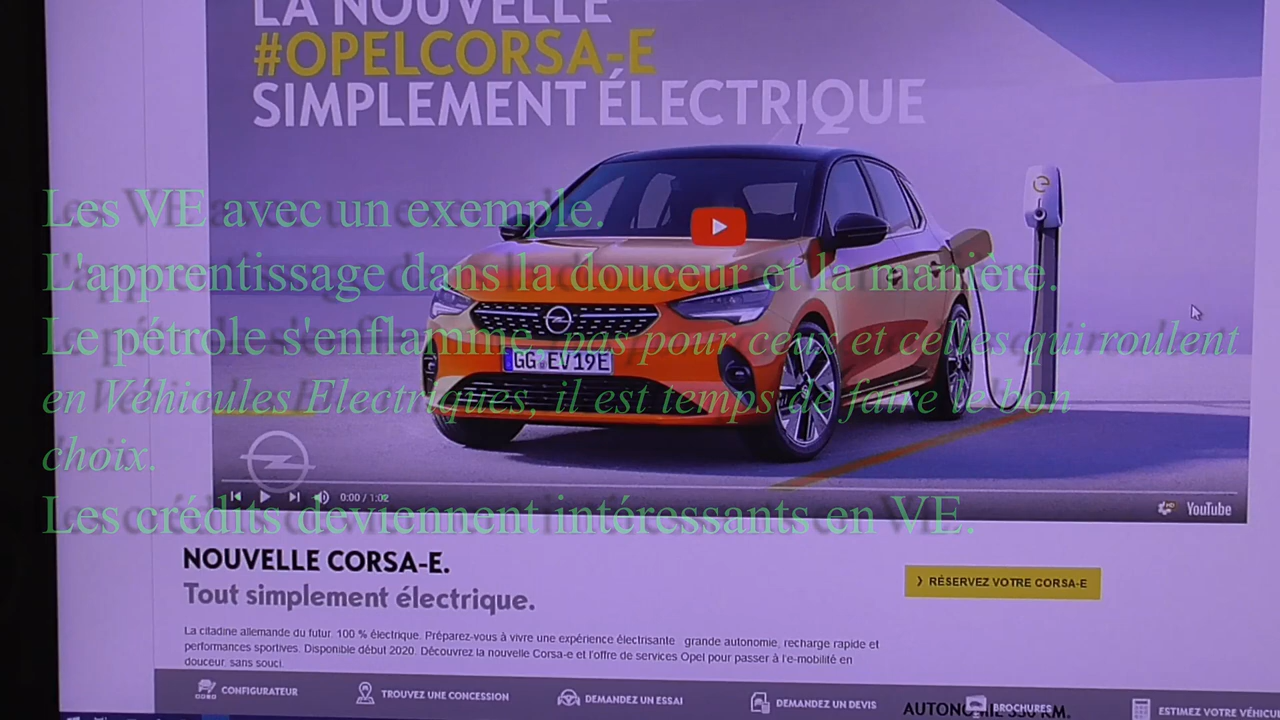 LA NOUVELLE
#OPELCORSA-E
SIMPLEMENT ÉLECTRIQUE
Les VE avec un exemple.
L'apprentissage dans la douceur et la manière.
Le pétrole s'enflamme, pas pour ceux et celles qui roulent
en Véhicules Electriques, il est temps de faire le bon
choix.
Les crédits deviennent intéressants en VE.
GG EV19E
0:00 / 1:02
YouTube
NOUVELLE CORSA-E.
Tout simplement électrique.
RÉSERVEZ VOTRE CORSA-E
La citadine allemande du futur. 100 % électrique. Préparez-vous à vivre une expérience électrisante : grande autonomie, recharge rapide et
performances sportives. Disponible début 2020. Découvrez la nouvelle Corsa-e et l'offre de services Opel pour passer à l'e-mobilité en
douceur, sans souci.
CONFIGURATEUR
TROUVEZ UNE CONCESSION
DEMANDEZ UN ESSAI
DEMANDEZ UN DEVIS
BROCHURES
ESTIMEZ VOTRE VÉHICU